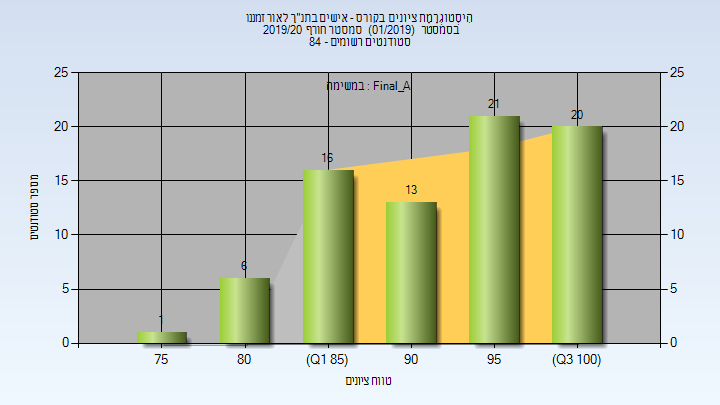 הִיסְטוֹגְרָמַת ציונים בקורס - אישים בתנ"ך לאור זמננו
בסמסטר (01/2019) סמסטר חורף 2019/20
סטודנטים רשומים - 84
במשימה : Final_A
25
20
15
10
5
0
25
20
15
10
5
0
מספר סטודנטים
1
6
16
13
21
20
75
80
(Q1 85)
90
95
(Q3 100)
טווח ציונים